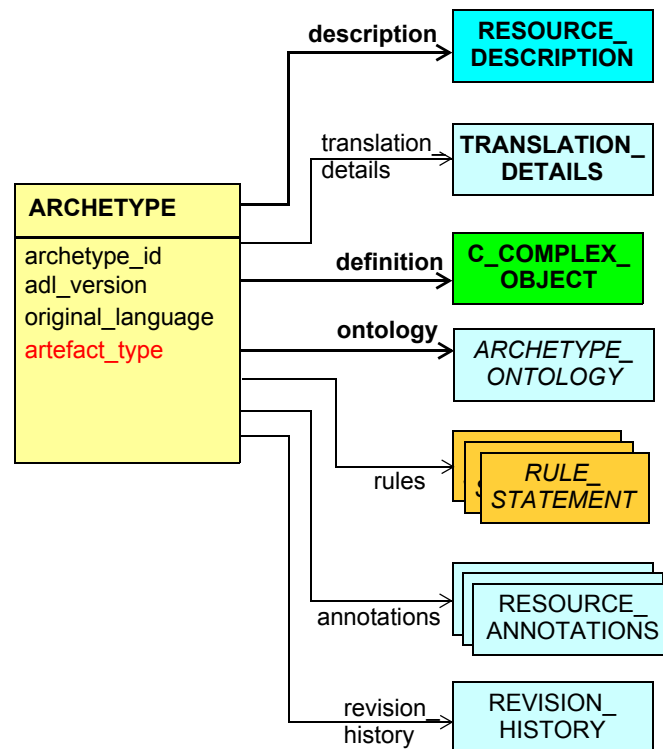 description
RESOURCE_
DESCRIPTION
translation_
details
TRANSLATION_
DETAILS
ARCHETYPE
archetype_id
adl_version
original_language
artefact_type
definition
C_COMPLEX_
OBJECT
ontology
ARCHETYPE_
ONTOLOGY
rules
RULE_
STATEMENT
annotations
RESOURCE_
ANNOTATIONS
revision_
history
REVISION_
HISTORY